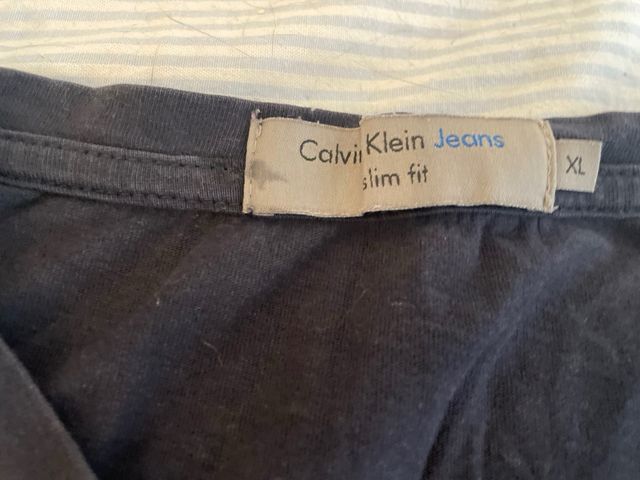 Calvin Klein Jeans
slim fit
XL